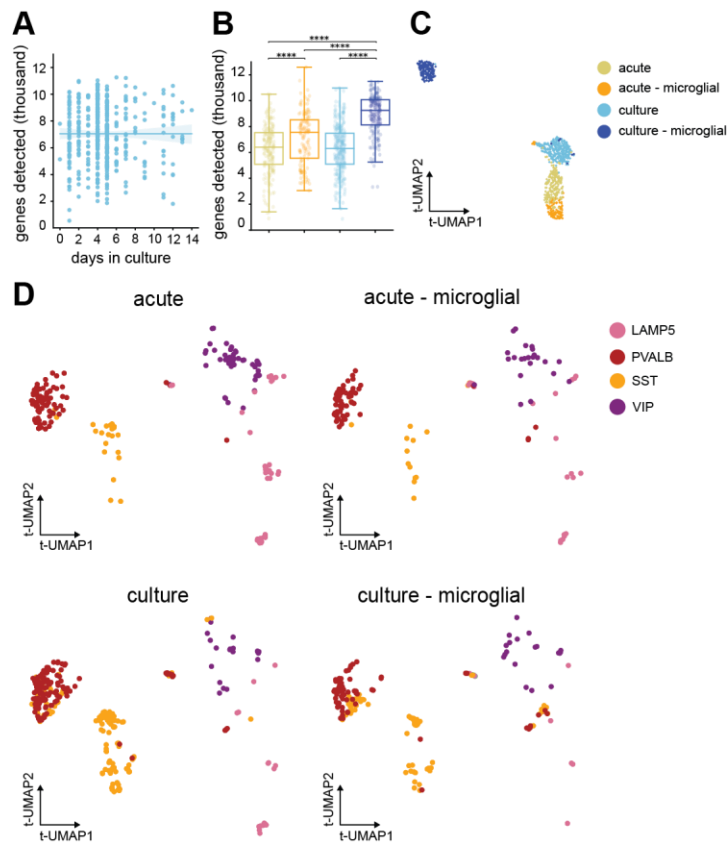 A
genes detected (thousand)
12
10
8
6
4
2
0
0 2 4 6 8 10 12 14
days in culture
B
****
****
**** ****
genes detected (thousand)
12
10
8
6
4
2
0
C
acute
acute - microglial
culture
culture - microglial
t-UMAP2
t-UMAP1
D
acute
acute - microglial
LAMP5
PVALB
SST
VIP
t-UMAP2
t-UMAP1
t-UMAP2
t-UMAP1
culture
culture - microglial
t-UMAP2
t-UMAP1
t-UMAP2
t-UMAP1